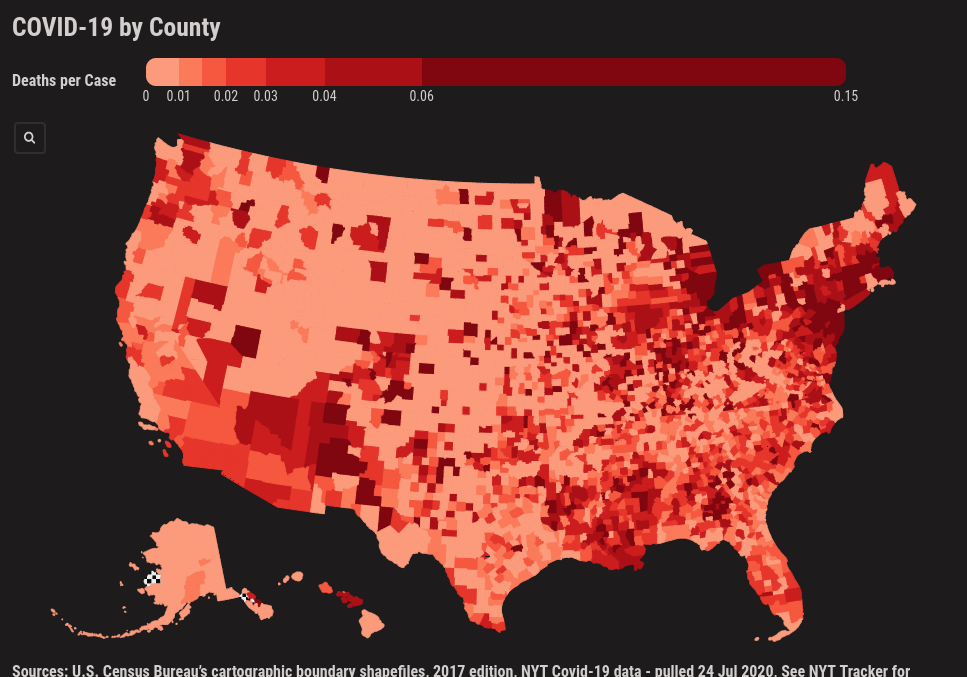 COVID-19 by County
Deaths per Case
0 0.01 0.02 0.03 0.04 0.06 0.15
Sources: U.S. Census Bureau's cartographic boundary shapefiles, 2017 edition, NYT Covid-19 data - pulled 24 Jul 2020. See NYT Tracker for